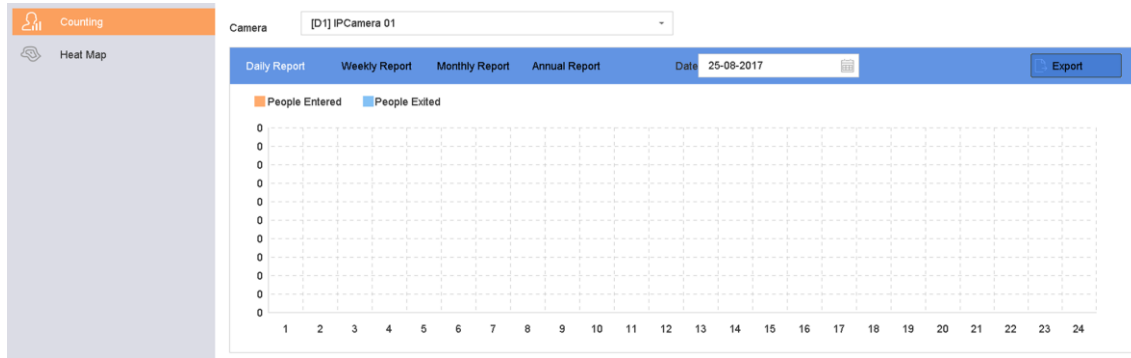 Counting
Heat Map
Camera [D1] IPCamera 01
Daily Report Weekly Report Monthly Report Annual Report Date 25-08-2017 Export
People Entered People Exited
0
0
0
0
0
0
0
0
0
0
0
1 2 3 4 5 6 7 8 9 10 11 12 13 14 15 16 17 18 19 20 21 22 23 24